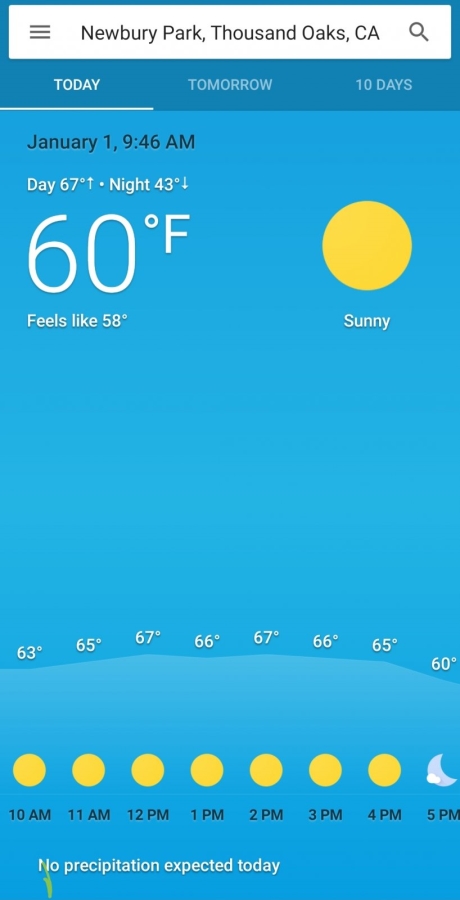 Newbury Park, Thousand Oaks, CA
TODAY TOMORROW 10 DAYS
January 1, 9:46 AM
Day 67°↑ • Night 43°↓
60°F
Feels like 58°
Sunny
63° 65° 67° 66° 67° 66° 65° 60°
10 AM 11 AM 12 PM 1 PM 2 PM 3 PM 4 PM 5 PM
No precipitation expected today